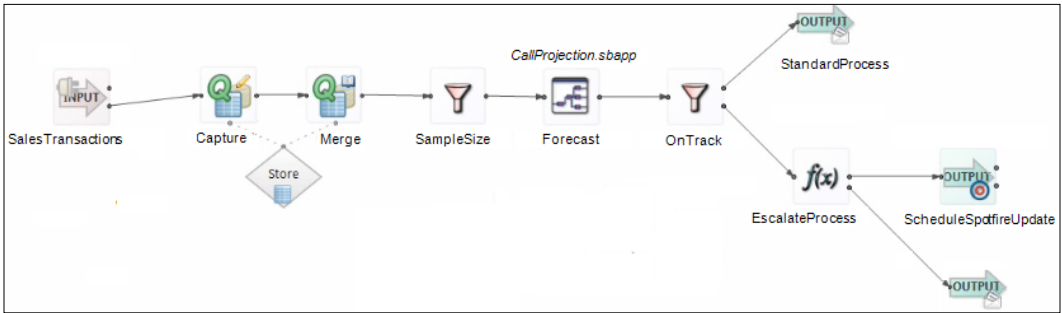 OUTPUT
StandardProcess
CallProjection.sbapp
INPUT
SalesTransactions
Capture
Merge
SampleSize
Forecast
OnTrack
Store
f(x)
EscalateProcess
OUTPUT
ScheduleSpotfireUpdate
OUTPUT